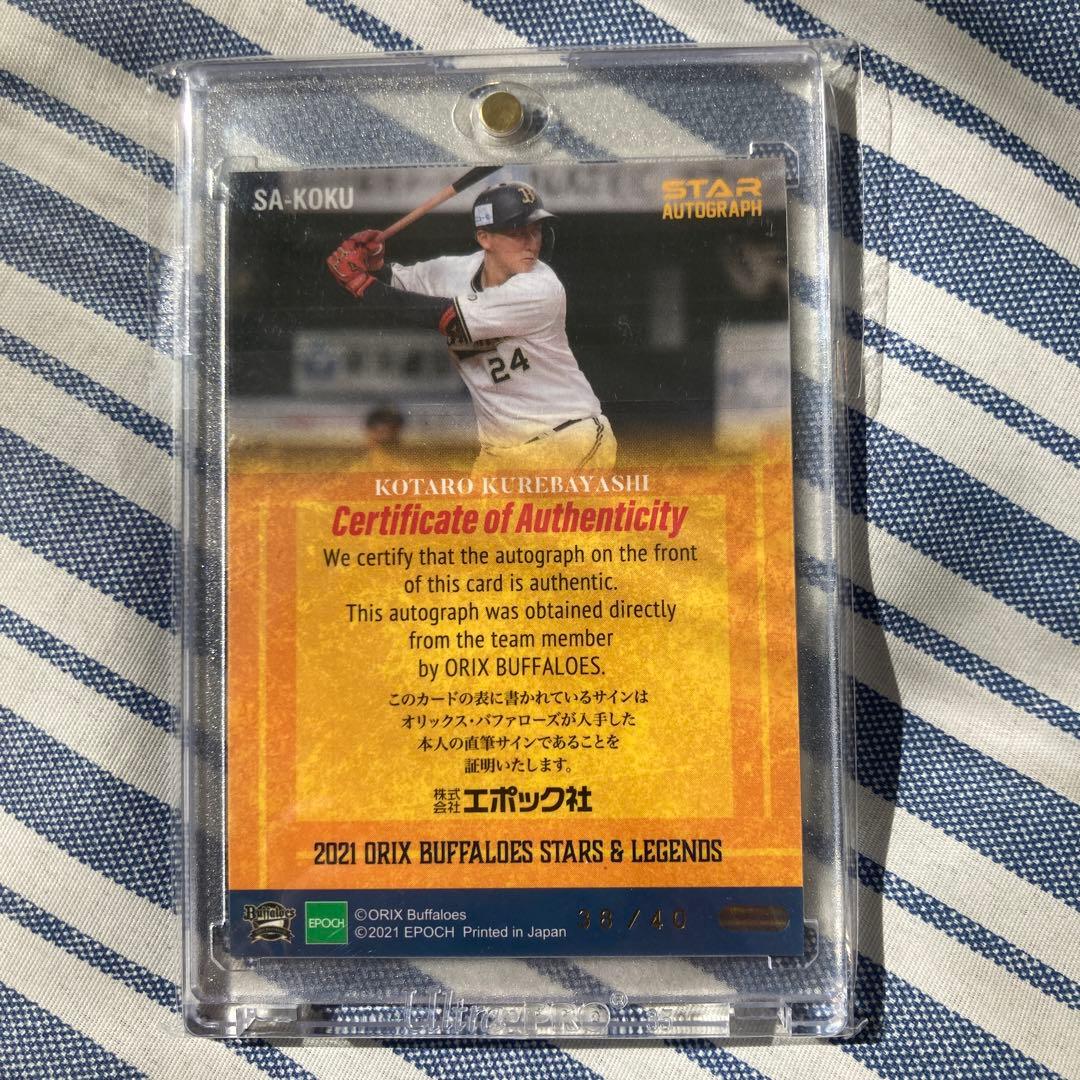 SA-KOKU
STAR
AUTOGRAPH
B
24
KOTARO KUREBAYASHI
Certificate of Authenticity
We certify that the autograph on the front
of this card is authentic.
This autograph was obtained directly
from the team member
by ORIX BUFFALOES.
このカードの表に書かれているサインは
オリックス・バファローズが入手した
本人の直筆サインであることを
証明いたします。
株式会社エポック社
2021 ORIX BUFFALOES STARS & LEGENDS
Buffaloes
EPOCH
©ORIX Buffaloes
©2021 EPOCH Printed in Japan
38/40
Ultra PRO®